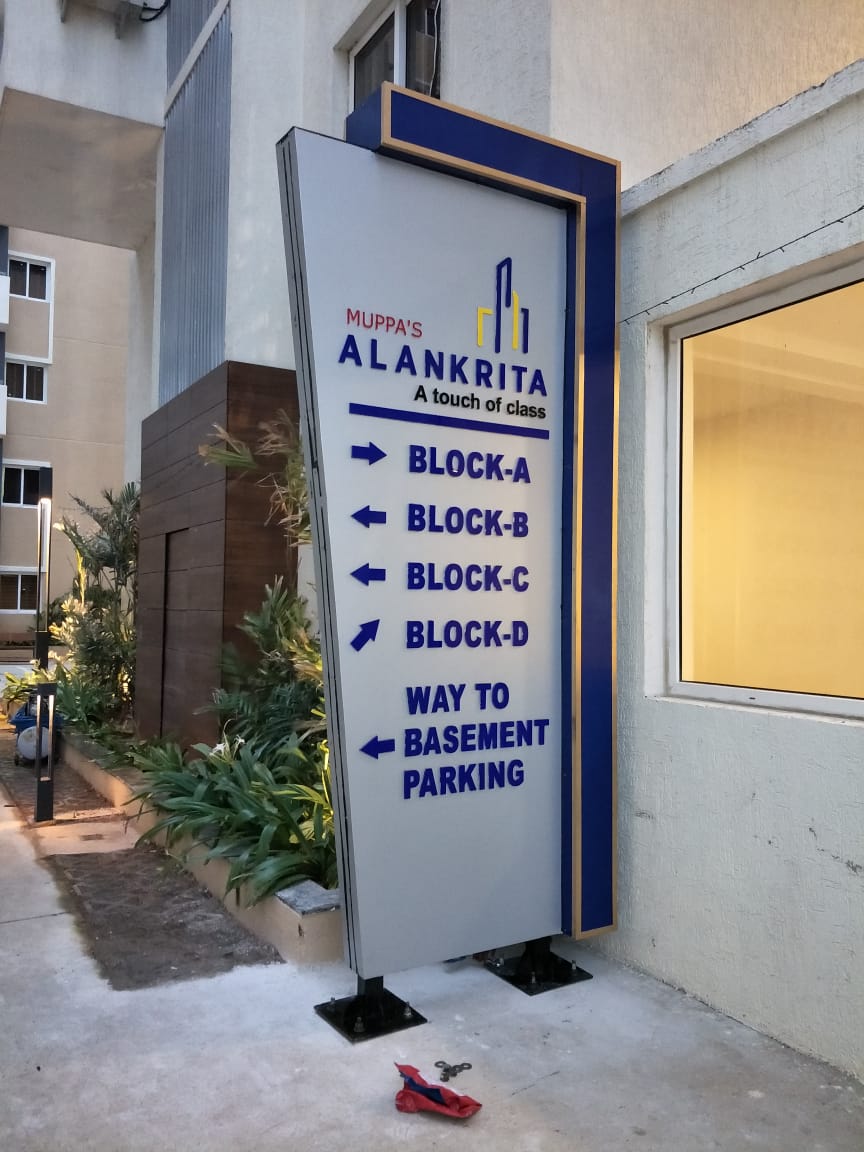 MUPPA'S
ALANKRITA
A touch of class
BLOCK-A
BLOCK-B
BLOCK-C
BLOCK-D
WAY TO
BASEMENT
PARKING